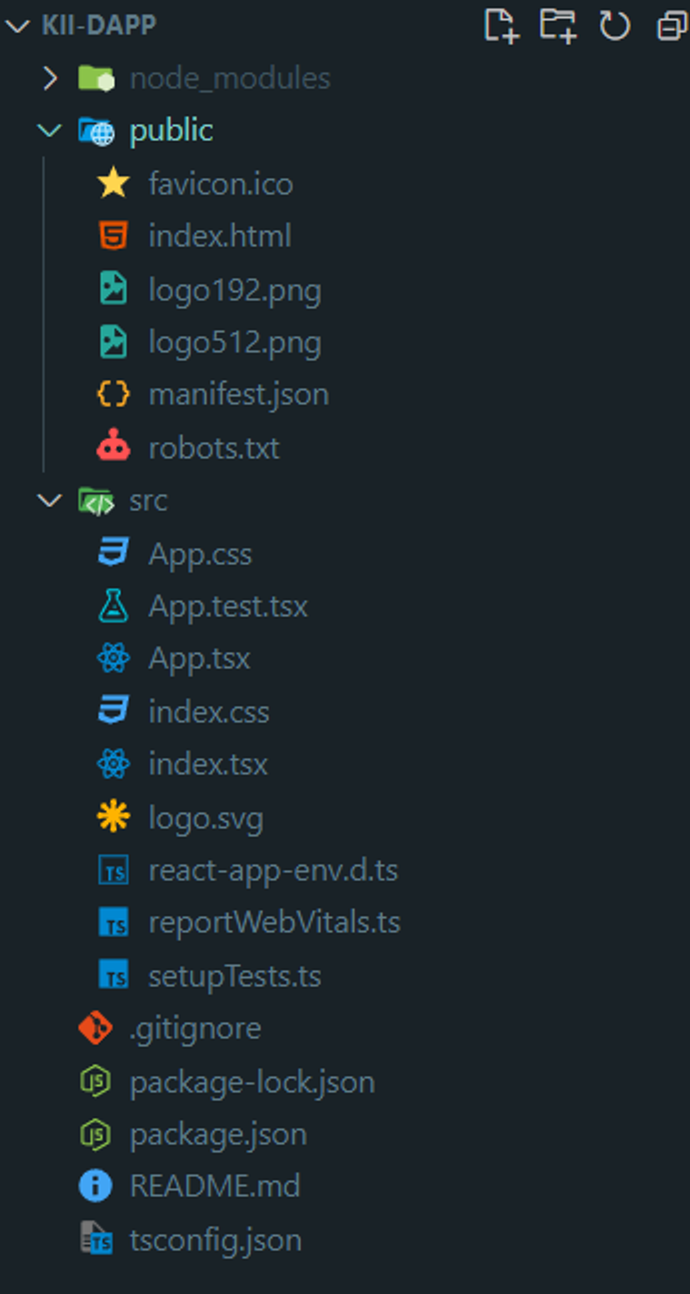 KII-DAPP
node_modules
public
favicon.ico
index.html
logo192.png
logo512.png
manifest.json
robots.txt
src
App.css
App.test.tsx
App.tsx
index.css
index.tsx
logo.svg
react-app-env.d.ts
reportWebVitals.ts
setupTests.ts
.gitignore
package-lock.json
package.json
README.md
tsconfig.json